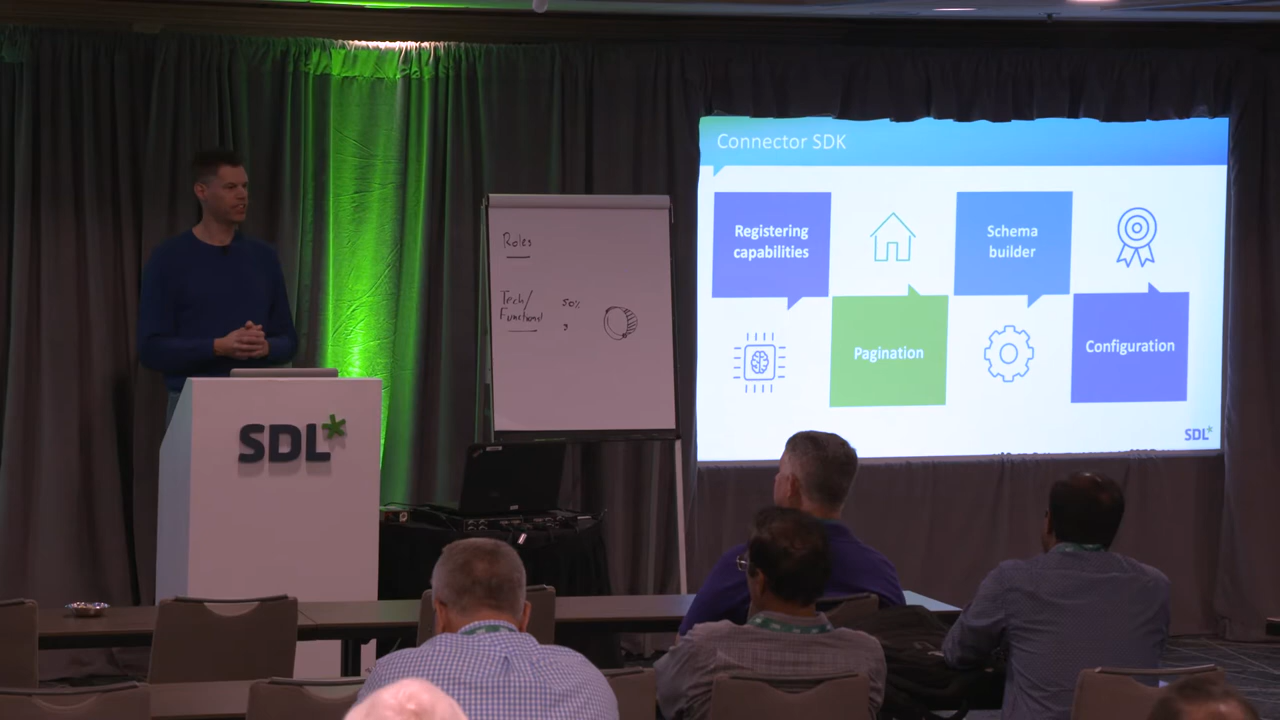 Connector SDK
Registering
capabilities
Schema
builder
Pagination
Configuration
SDL*
Roles
Tech/
Functional
50%
SDL*